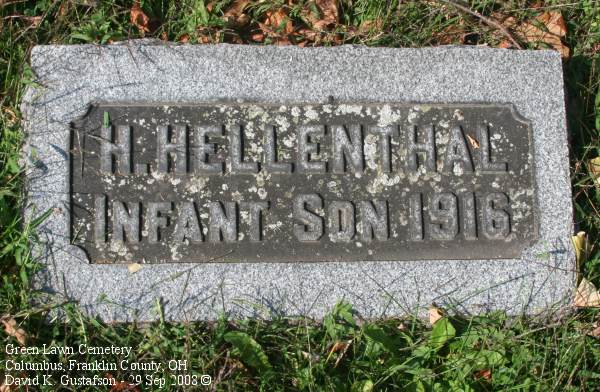 H. HELLENTHAL
INFANT SON 1916
Green Lawn Cemetery
Columbus, Franklin County, OH
David K. Gustafson - 29 Sep 2008 ©